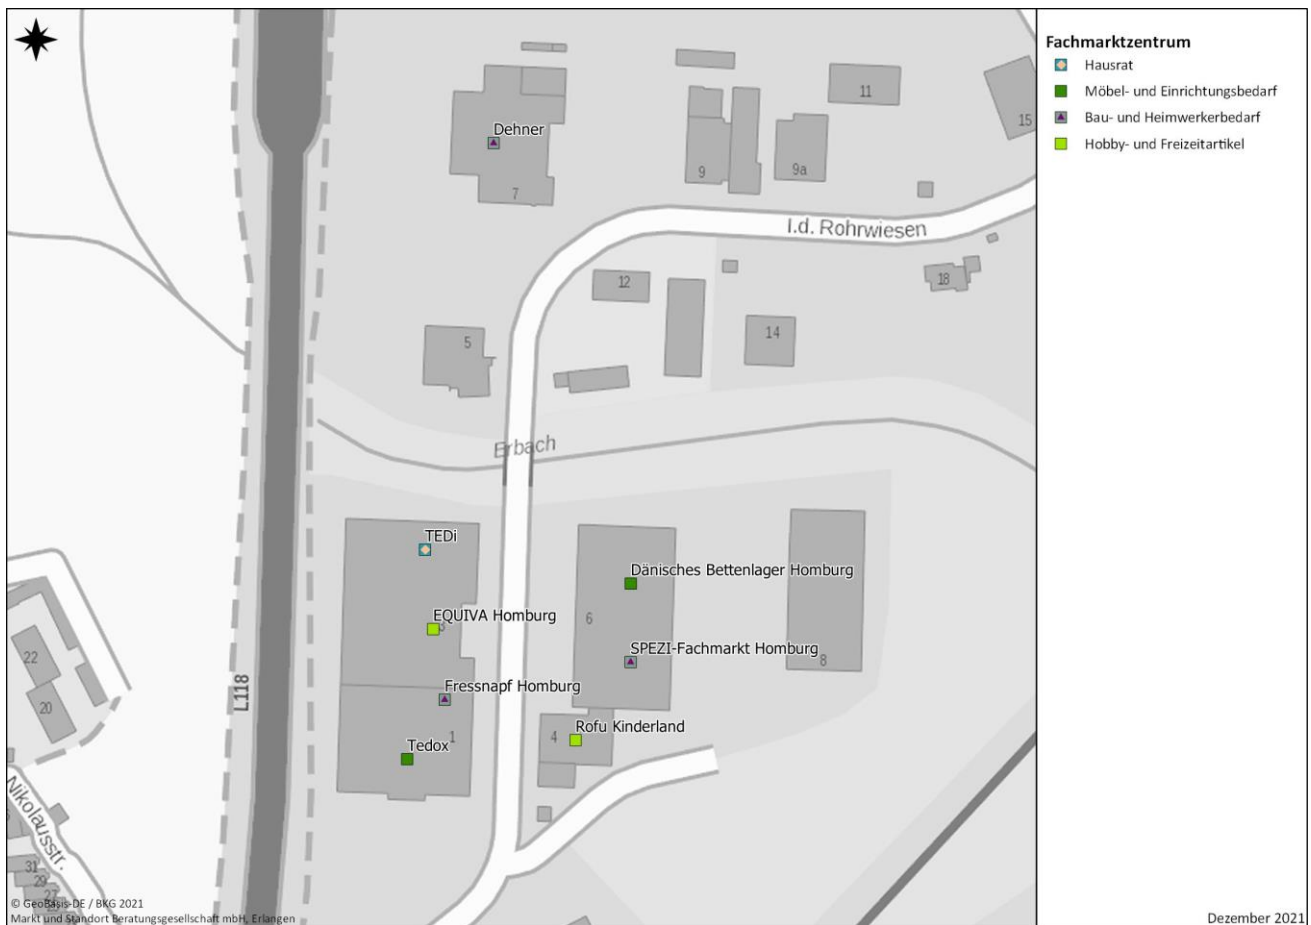 Fachmarktzentrum
Hausrat
Möbel- und Einrichtungsbedarf
Bau- und Heimwerkerbedarf
Hobby- und Freizeitartikel
11
15
Dehner
7
9
9a
I.d. Rohrwiesen
12
18
5
14
Erbach
TEDi
Dänisches Bettenlager Homburg
EQUIVA Homburg
3
6
SPEZI-Fachmarkt Homburg
8
22
20
L118
Fressnapf Homburg
Rofu Kinderland
1
4
Tedox
Nikolausstr.
31
29
27
© GeoBasis-DE / BKG 2021
Markt und Standort Beratungsgesellschaft mbH, Erlangen
Dezember 2021